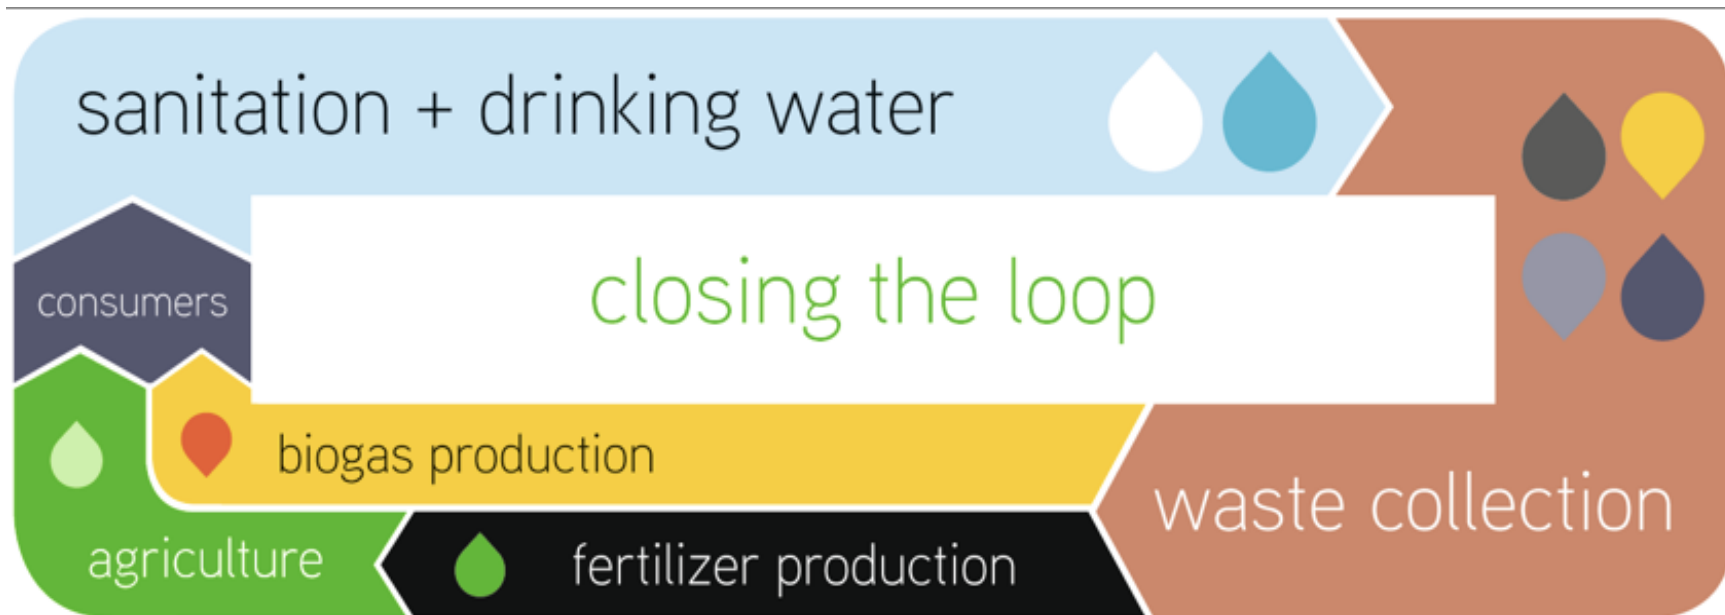 sanitation + drinking water
consumers
closing the loop
biogas production
waste collection
agriculture
fertilizer production